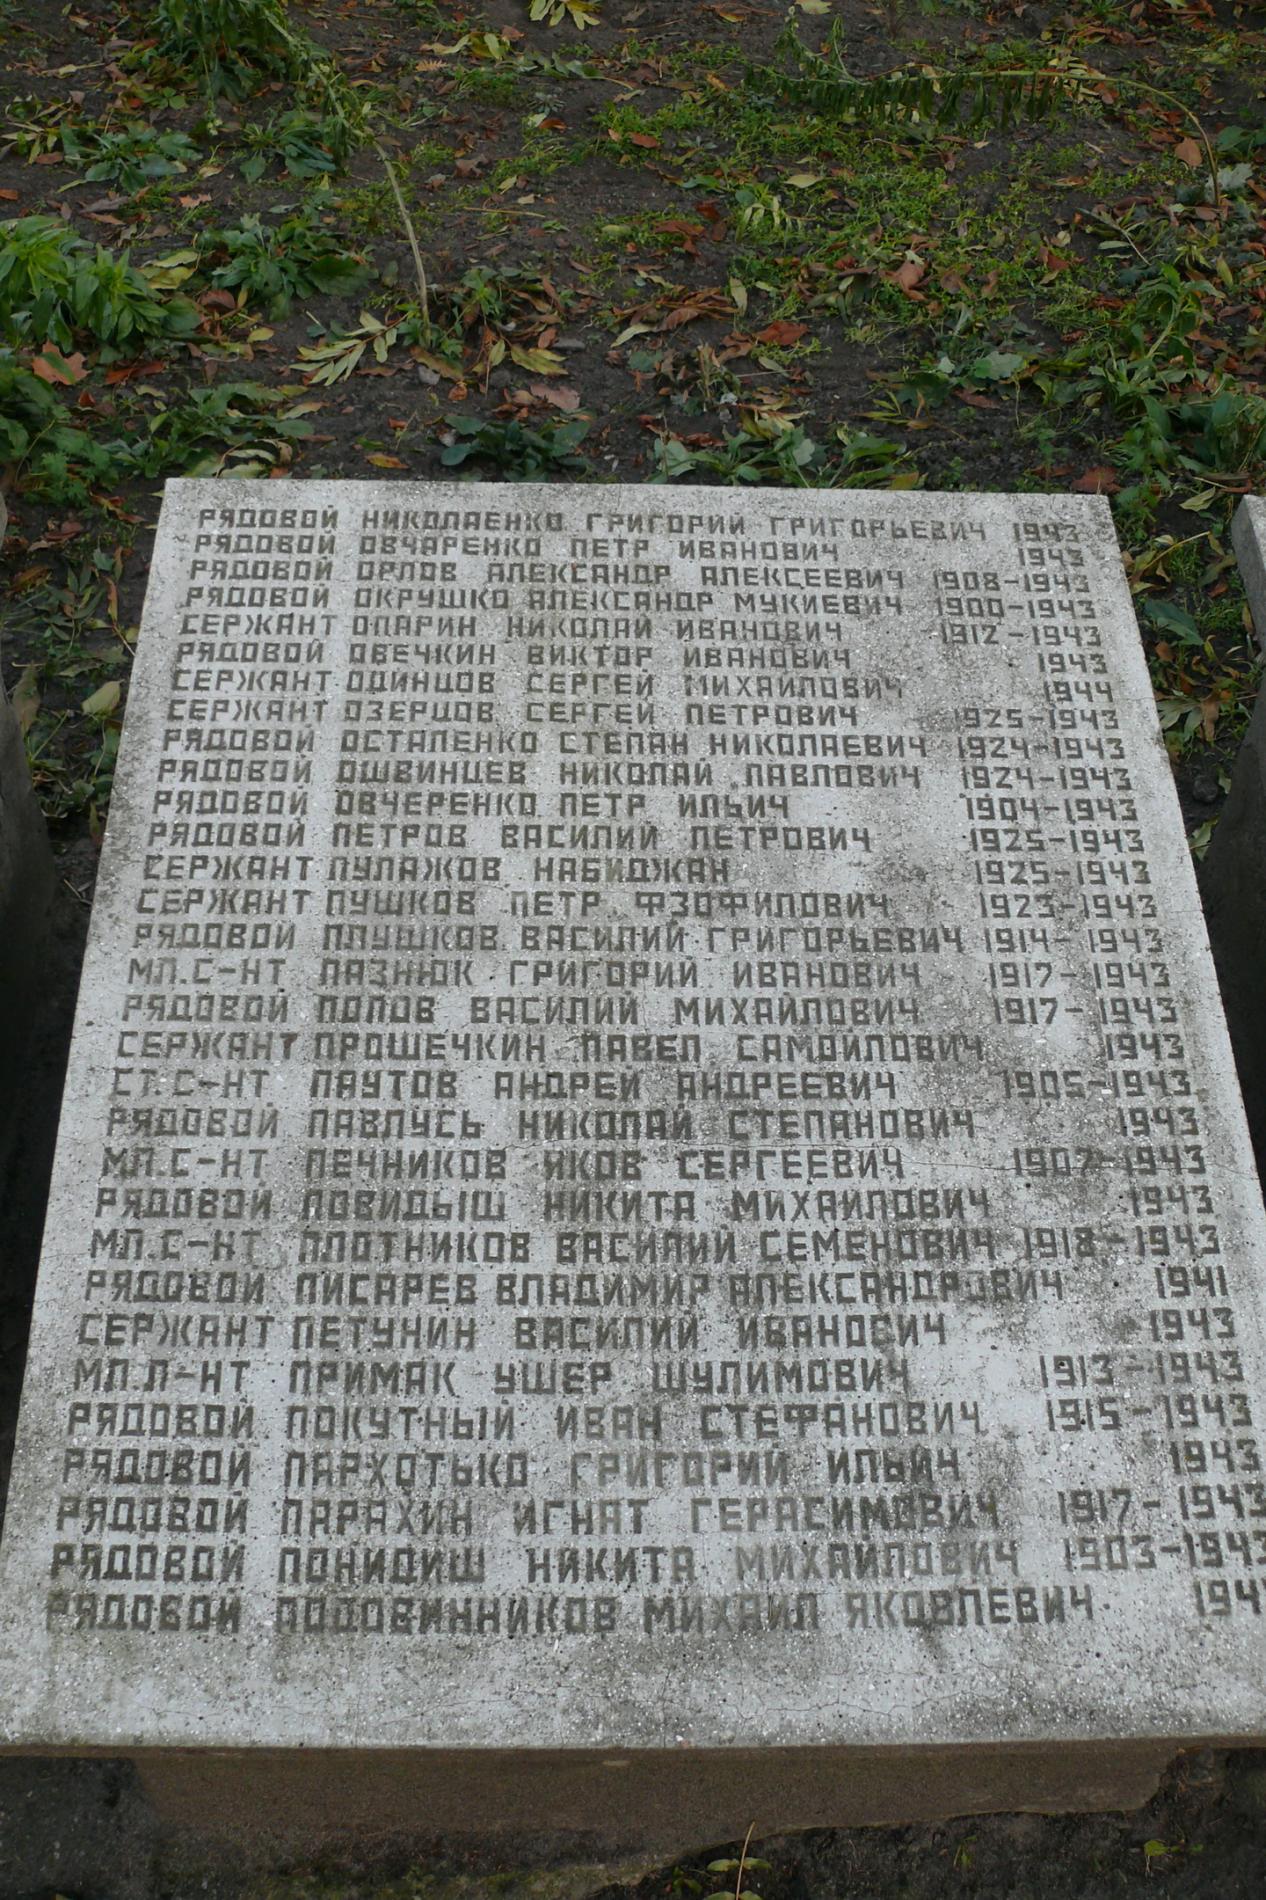 РЯДОВОЙ НИКОЛАЕНКО ГРИГОРИЙ ГРИГОРЬЕВИЧ 1943
РЯДОВОЙ ОВЧАРЕНКО ПЕТР ИВАНОВИЧ 1943
РЯДОВОЙ ОРЛОВ АЛЕКСАНДР АЛЕКСЕЕВИЧ 1908-1943
РЯДОВОЙ ОКРУШКО АЛЕКСАНДР МУКИЕВИЧ 1900-1943
СЕРЖАНТ ОПАРИН НИКОЛАЙ ИВАНОВИЧ 1912-1943
РЯДОВОЙ ОВЕЧКИН ВИКТОР ИВАНОВИЧ 1943
СЕРЖАНТ ОДИНЦОВ СЕРГЕЙ МИХАИЛОВИЧ 1944
СЕРЖАНТ ОЗЕРЦОВ СЕРГЕЙ ПЕТРОВИЧ 1925-1943
РЯДОВОЙ ОСТАПЕНКО СТЕПАН НИКОЛАЕВИЧ 1924-1943
РЯДОВОЙ ОШВИНЦЕВ НИКОЛАЙ ПАВЛОВИЧ 1924-1943
РЯДОВОЙ ОВЧЕРЕНКО ПЕТР ИЛЬИЧ 1904-1943
РЯДОВОЙ ПЕТРОВ ВАСИЛИЙ ПЕТРОВИЧ 1925-1943
СЕРЖАНТ ПУЛАЖОВ НАБИДЖАН 1925-1943
СЕРЖАНТ ПУШКОВ ПЕТР ФЗОФИЛОВИЧ 1923-1943
РЯДОВОЙ ПЛУШКОВ ВАСИЛИЙ ГРИГОРЬЕВИЧ 1914-1943
МЛ.С-НТ ПАЗНЮК ГРИГОРИЙ ИВАНОВИЧ 1917-1943
РЯДОВОЙ ПОПОВ ВАСИЛИЙ МИХАЙЛОВИЧ 1917-1943
СЕРЖАНТ ПРОШЕЧКИН ПАВЕЛ САМОЙЛОВИЧ 1943
СТ.С-НТ ПАУТОВ АНДРЕЙ АНДРЕЕВИЧ 1905-1943
РЯДОВОЙ ПАВЛУСЬ НИКОЛАЙ СТЕПАНОВИЧ 1943
МЛ.С-НТ ПЕЧНИКОВ ЯКОВ СЕРГЕЕВИЧ 1907-1943
РЯДОВОЙ ПОВИДЫШ НИКИТА МИХАИЛОВИЧ 1943
МЛ.С-НТ ПЛОТНИКОВ ВАСИЛИЙ СЕМЕНОВИЧ 1918-1943
РЯДОВОЙ ПИСАРЕВ ВЛАДИМИР АЛЕКСАНДРОВИЧ 1941
СЕРЖАНТ ПЕТУНИН ВАСИЛИЙ ИВАНОВИЧ 1943
МЛ.Л-НТ ПРИМАК УШЕР ШУЛИМОВИЧ 1913-1943
РЯДОВОЙ ПОКУТНЫЙ ИВАН СТЕФАНОВИЧ 1915-1943
РЯДОВОЙ ПАРХОТЬКО ГРИГОРИЙ ИЛЬИЧ 1943
РЯДОВОЙ ПАРАХИН ИГНАТ ГЕРАСИМОВИЧ 1917-1943
РЯДОВОЙ ПОНИДИШ НИКИТА МИХАИЛОВИЧ 1903-1943
РЯДОВОЙ ПОДОВИННИКОВ МИХАИЛ ЯКОВЛЕВИЧ